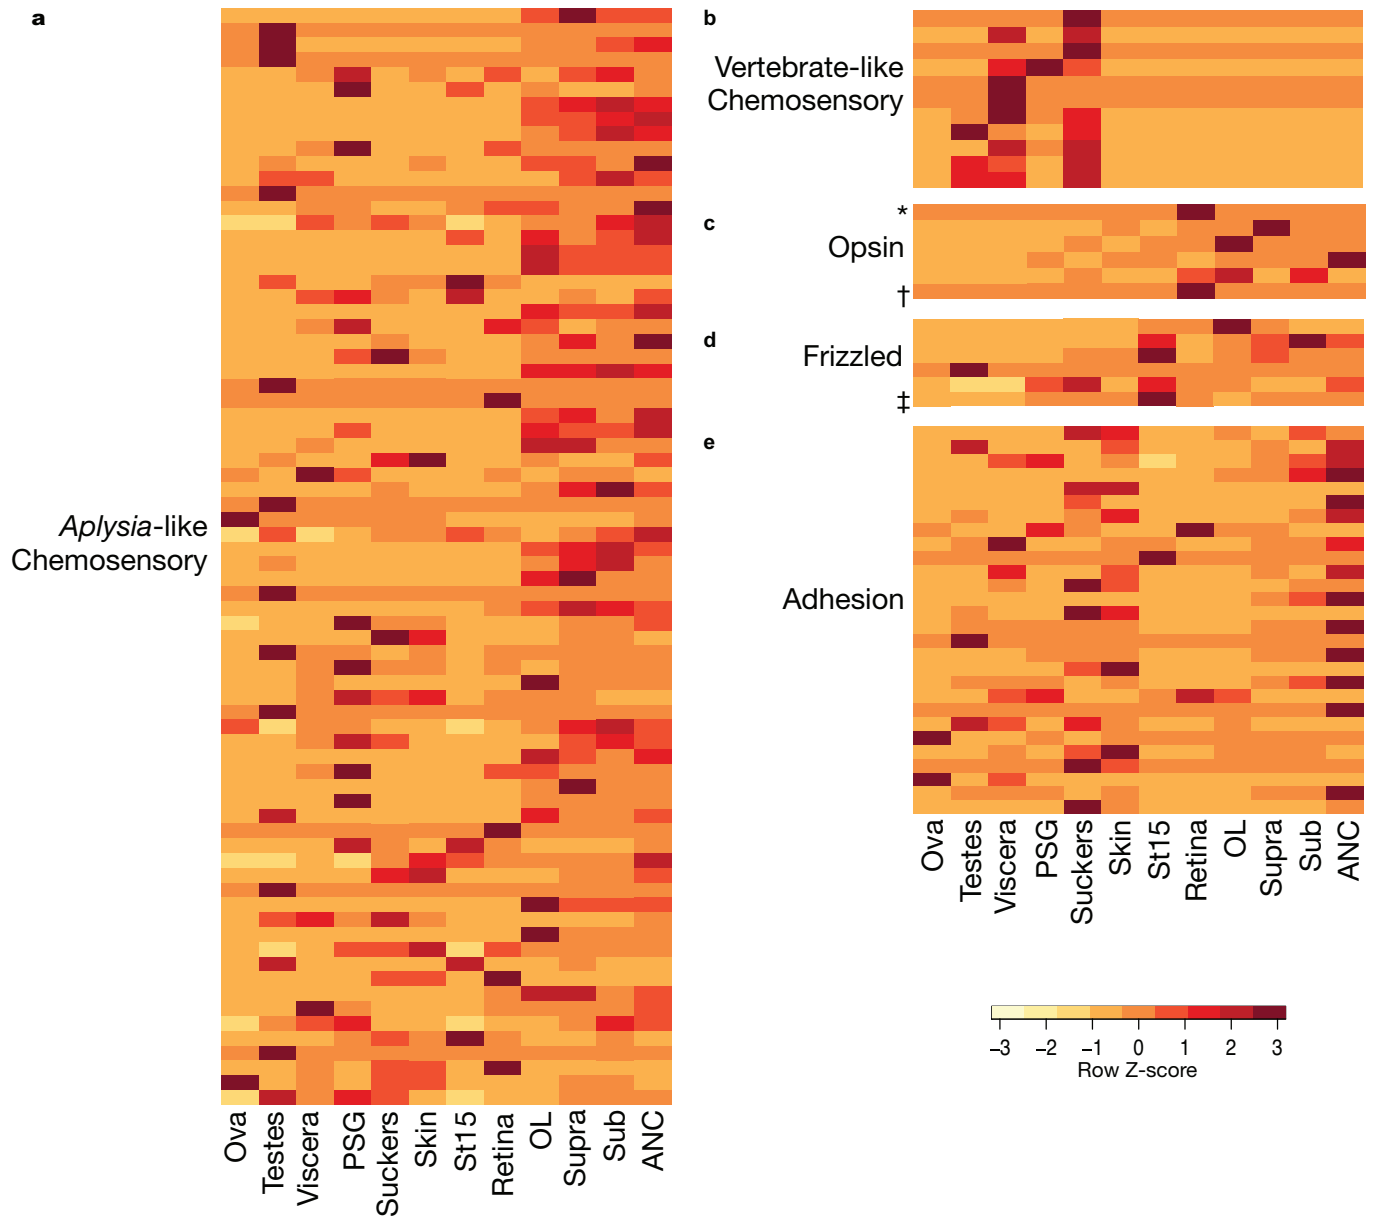 a
Aplysia-like
Chemosensory
Ova
Testes
Viscera
PSG
Suckers
Skin
St15
Retina
OL
Supra
Sub
ANC
b
Vertebrate-like
Chemosensory
c
*
Opsin
†
d
Frizzled
‡
e
Adhesion
Ova
Testes
Viscera
PSG
Suckers
Skin
St15
Retina
OL
Supra
Sub
ANC
−3 −2 −1 0 1 2 3
Row Z-score